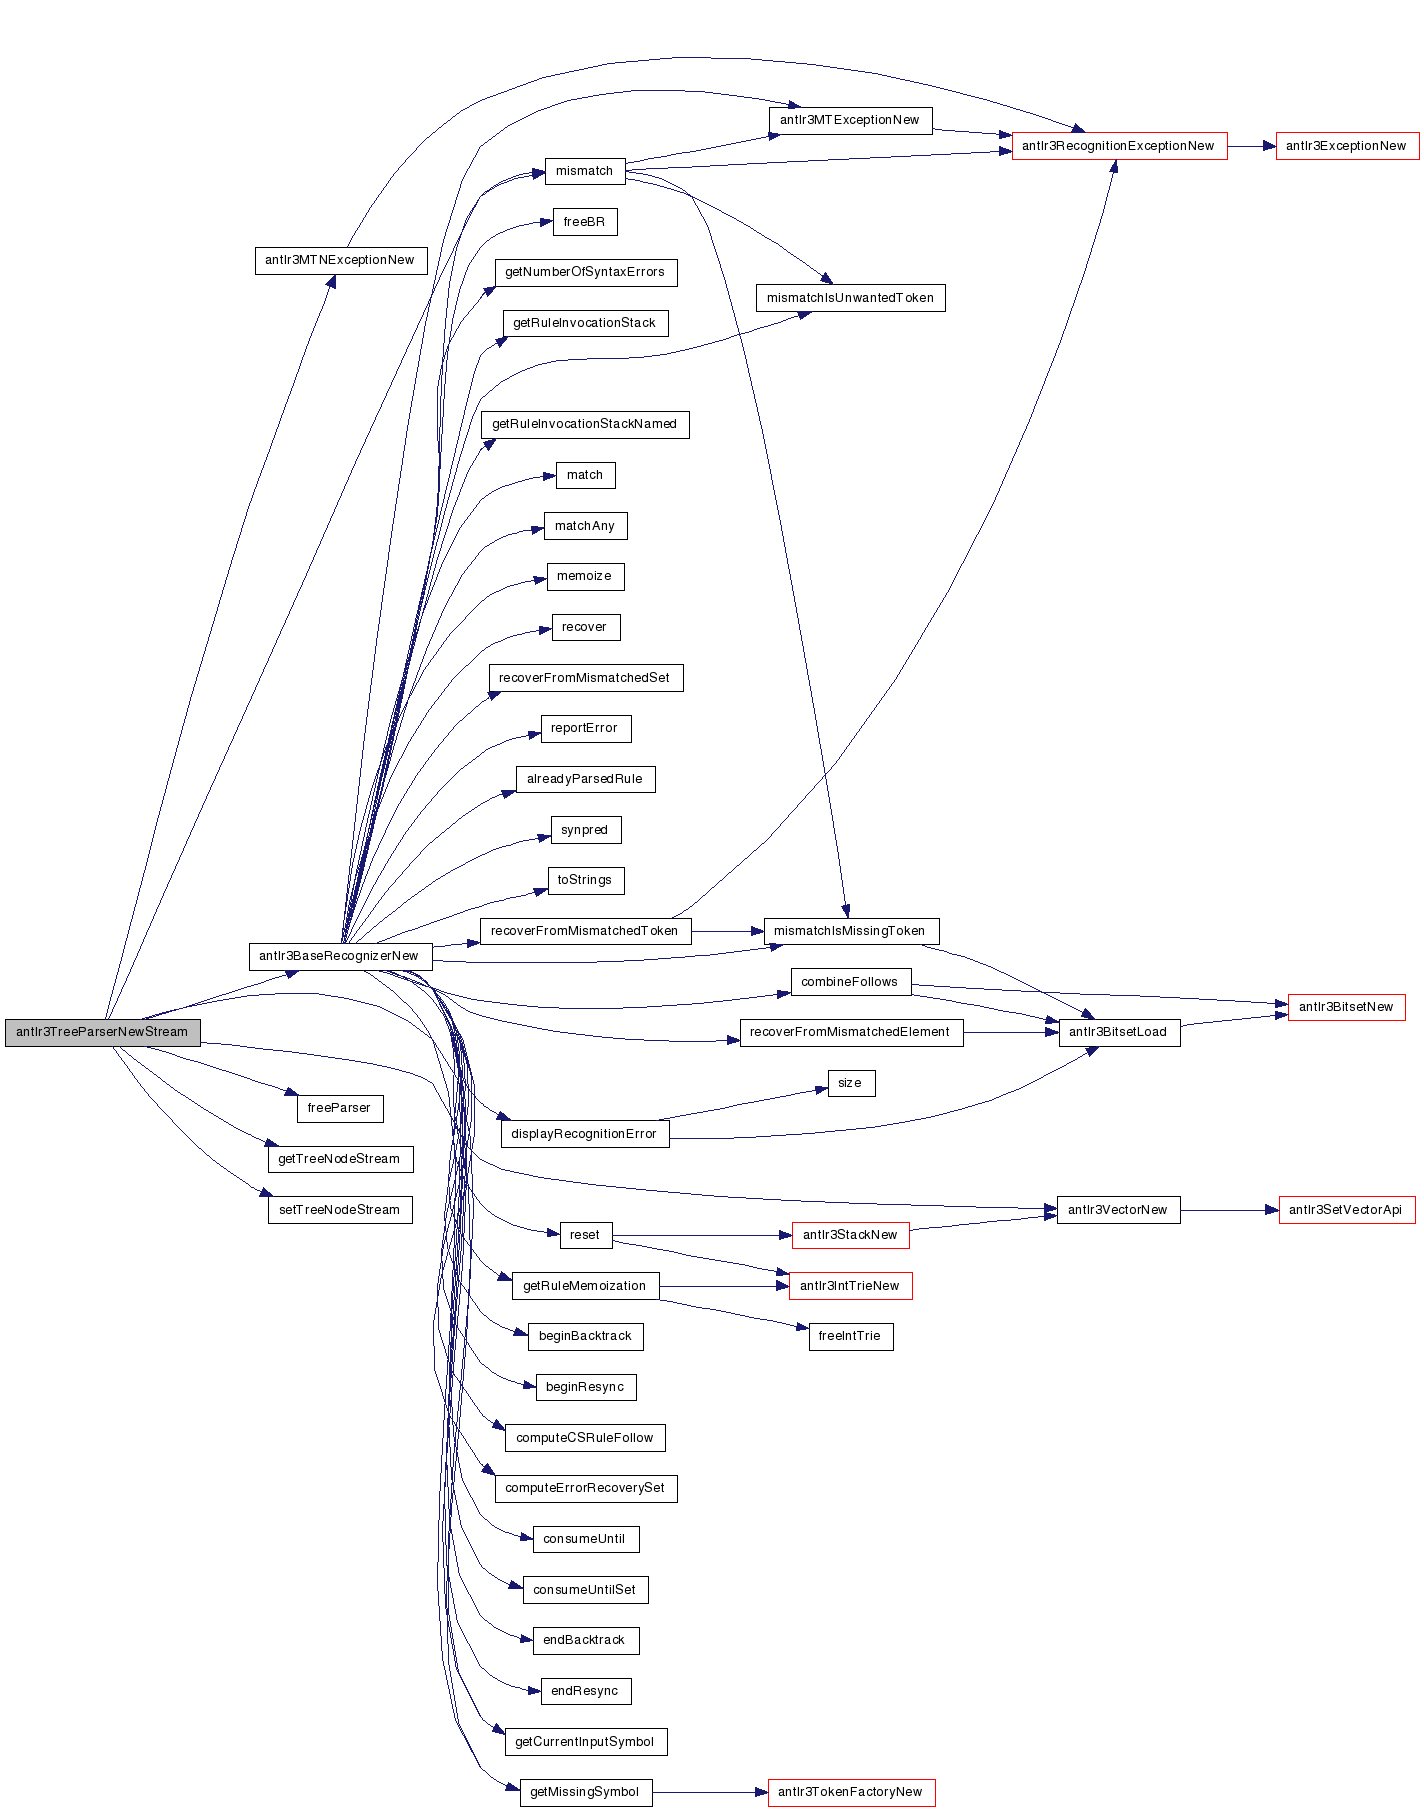 antlr3MTExceptionNew
antlr3RecognitionExceptionNew
antlr3ExceptionNew
mismatch
freeBR
antlr3MTNExceptionNew
getNumberOfSyntaxErrors
mismatchIsUnwantedToken
getRuleInvocationStack
getRuleInvocationStackNamed
match
matchAny
memoize
recover
recoverFromMismatchedSet
reportError
alreadyParsedRule
synpred
toStrings
recoverFromMismatchedToken
mismatchIsMissingToken
antlr3BaseRecognizerNew
combineFollows
antlr3BitsetNew
antlr3TreeParserNewStream
recoverFromMismatchedElement
antlr3BitsetLoad
size
freeParser
displayRecognitionError
getTreeNodeStream
setTreeNodeStream
antlr3VectorNew
antlr3SetVectorApi
reset
antlr3StackNew
getRuleMemoization
antlr3IntTrieNew
beginBacktrack
freeIntTrie
beginResync
computeCSRuleFollow
computeErrorRecoverySet
consumeUntil
consumeUntilSet
endBacktrack
endResync
getCurrentInputSymbol
getMissingSymbol
antlr3TokenFactoryNew